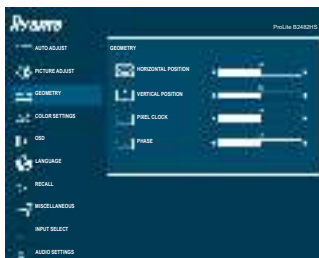 ProLite B2482HS
AUTO ADJUST
PICTURE ADJUST
GEOMETRY
COLOR SETTINGS
OSD
LANGUAGE
RECALL
MISCELLANEOUS
INPUT SELECT
AUDIO SETTINGS
GEOMETRY
HORIZONTAL POSITION
VERTICAL POSITION
PIXEL CLOCK
PHASE